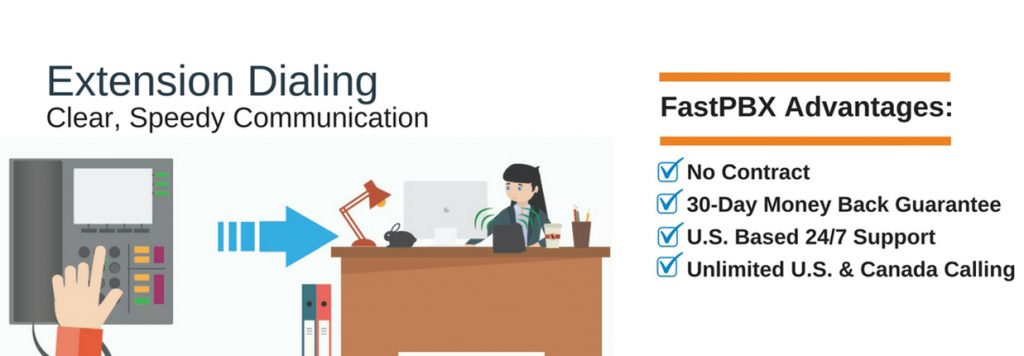 Extension Dialing
Clear, Speedy Communication
FastPBX Advantages:
No Contract
30-Day Money Back Guarantee
U.S. Based 24/7 Support
Unlimited U.S. & Canada Calling